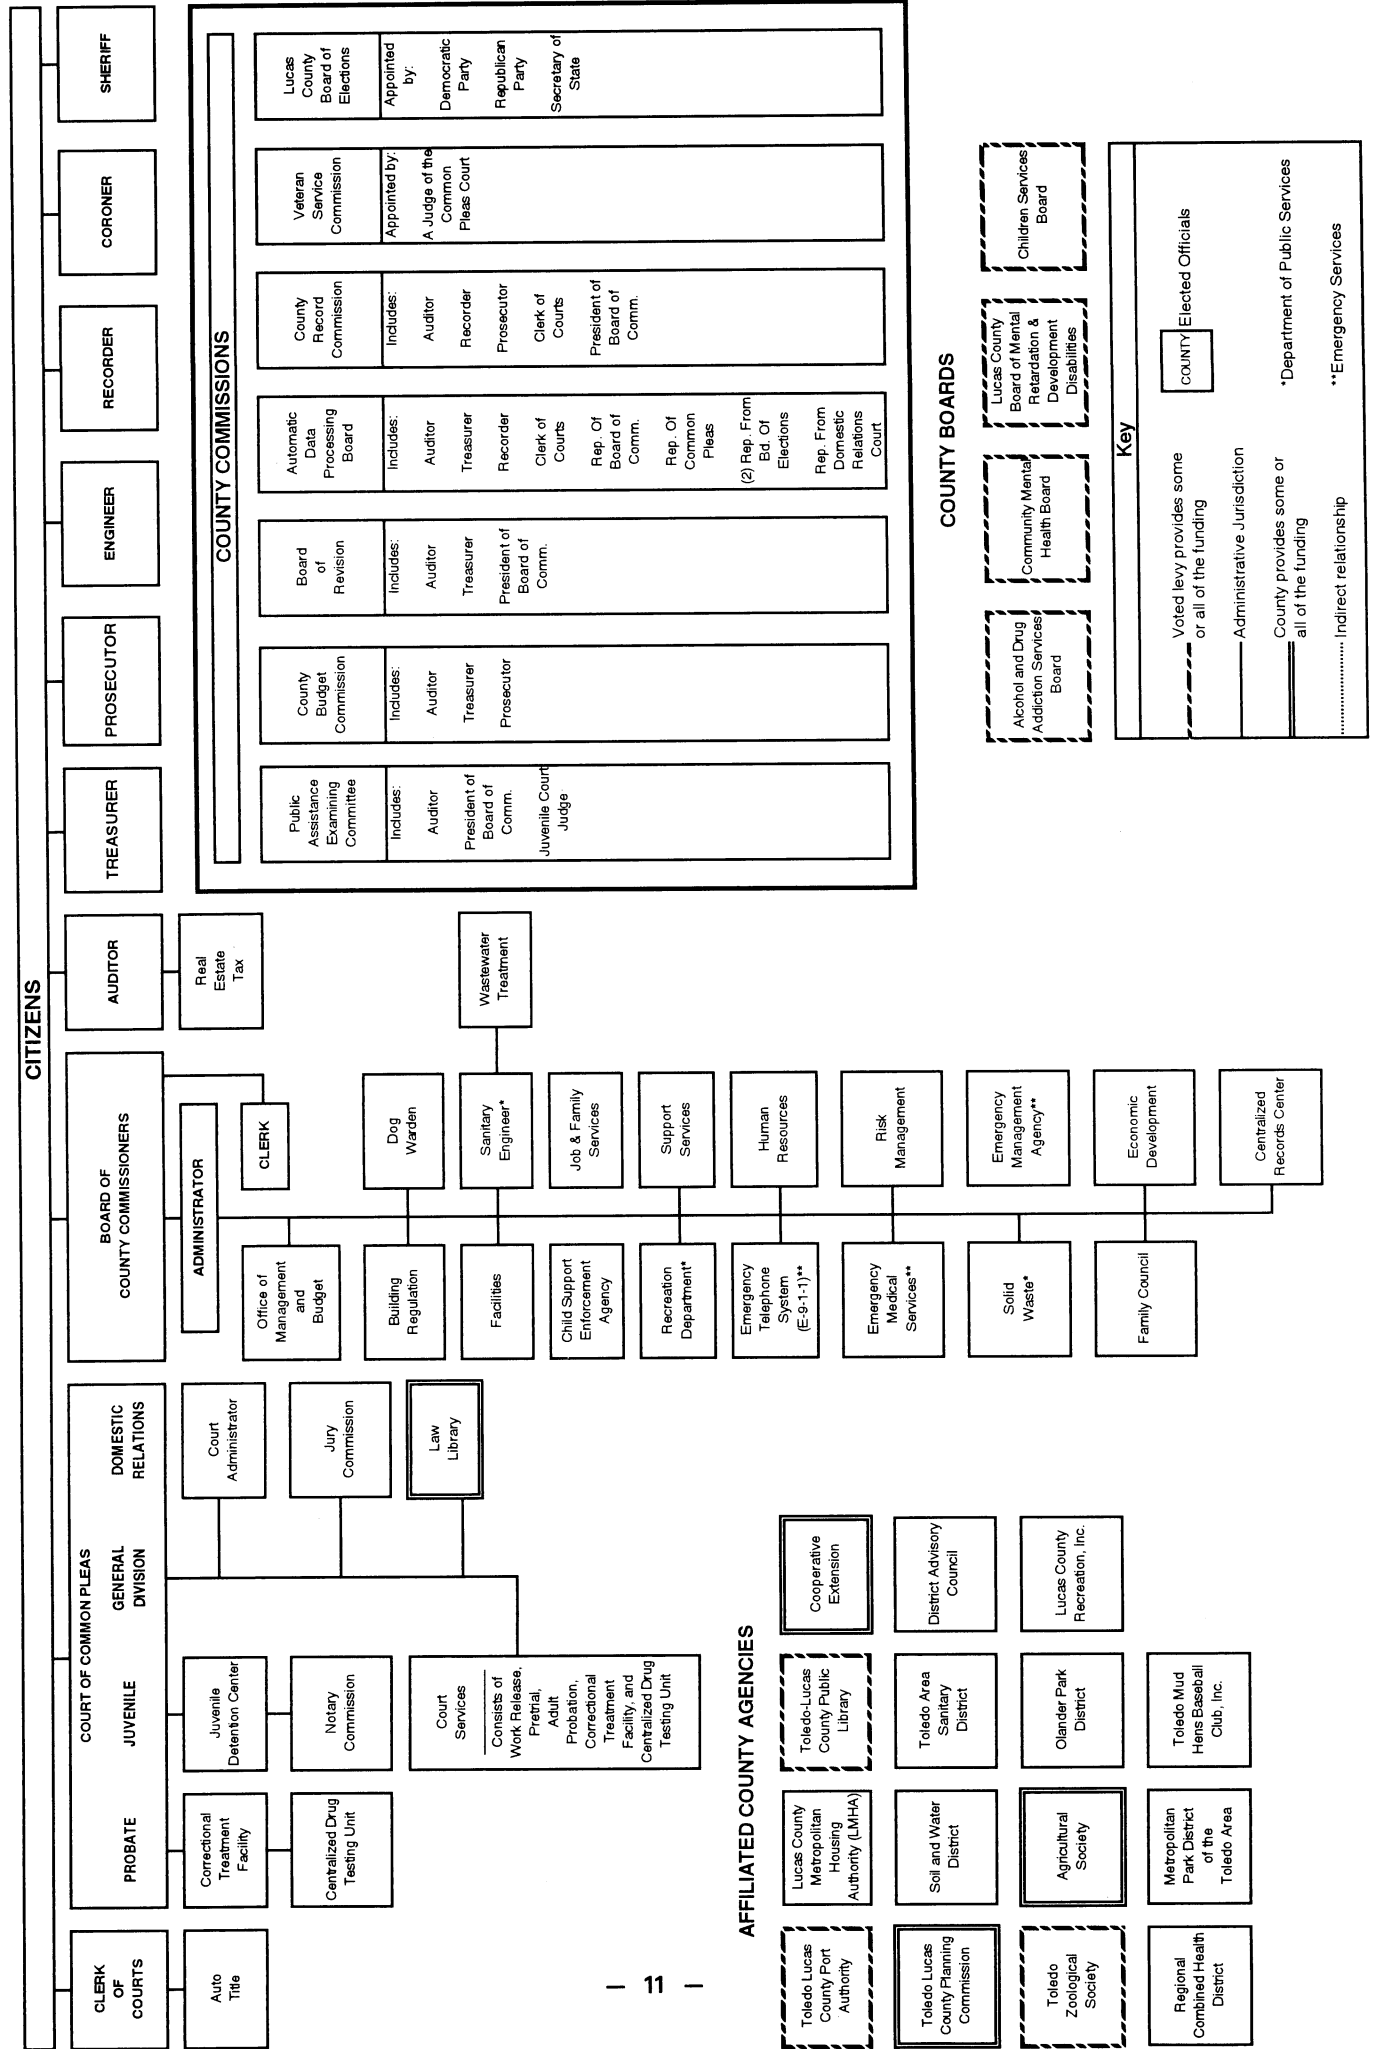 CITIZENS
CLERK
OF
COURTS
COURT OF COMMON PLEAS
PROBATE
JUVENILE
GENERAL
DIVISION
DOMESTIC
RELATIONS
BOARD OF
COUNTY COMMISSIONERS
AUDITOR
TREASURER
PROSECUTOR
ENGINEER
RECORDER
CORONER
SHERIFF
Auto
Title
Correctional
Treatment
Facility
Centralized Drug
Testing Unit
Juvenile
Detention Center
Notary
Commission
Court
Services
Consists of
Work Release,
Pretrial,
Adult
Probation,
Correctional
Treatment
Facility, and
Centralized Drug
Testing Unit
Court
Administrator
Jury
Commission
Law
Library
ADMINISTRATOR
CLERK
Office of
Management
and
Budget
Building
Regulation
Dog
Warden
Facilities
Sanitary
Engineer*
Wastewater
Treatment
Child Support
Enforcement
Agency
Job & Family
Services
Recreation
Department*
Support
Services
Emergency
Telephone
System
(E-9-1-1)**
Human
Resources
Emergency
Medical
Services**
Risk
Management
Solid
Waste*
Emergency
Management
Agency**
Family Council
Economic
Development
Centralized
Records Center
Real
Estate
Tax
COUNTY COMMISSIONS
Public
Assistance
Examining
Committee
Includes:
Auditor
President of
Board of
Comm.
Juvenile Court
Judge
County
Budget
Commission
Includes:
Auditor
Treasurer
Prosecutor
Board
of
Revision
Includes:
Auditor
Treasurer
President of
Board of
Comm.
Automatic
Data
Processing
Board
Includes:
Auditor
Treasurer
Recorder
Clerk of
Courts
Rep. Of
Board of
Comm.
Rep. Of
Common
Pleas
(2) Rep. From
Bd. Of
Elections
Rep. From
Domestic
Relations
Court
County
Record
Commission
Includes:
Auditor
Recorder
Prosecutor
Clerk of
Courts
President of
Board of
Comm.
Veteran
Service
Commission
Appointed by:
A Judge of the
Common
Pleas Court
Lucas
County
Board of
Elections
Appointed
by:
Democratic
Party
Republican
Party
Secretary of
State
AFFILIATED COUNTY AGENCIES
Toledo Lucas
County Port
Authority
Lucas County
Metropolitan
Housing
Authority (LMHA)
Toledo-Lucas
County Public
Library
Cooperative
Extension
Toledo Lucas
County Planning
Commission
Soil and Water
District
Toledo Area
Sanitary
District
District Advisory
Council
Toledo
Zoological
Society
Agricultural
Society
Olander Park
District
Lucas County
Recreation, Inc.
Regional
Combined Health
District
Metropolitan
Park District
of the
Toledo Area
Toledo Mud
Hens Baseball
Club, Inc.
COUNTY BOARDS
Alcohol and Drug
Addiction Services
Board
Community Mental
Health Board
Lucas County
Board of Mental
Retardation &
Development
Disabilities
Children Services
Board
Key
Voted levy provides some
or all of the funding
COUNTY Elected Officials
Administrative Jurisdiction
County provides some or
all of the funding
*Department of Public Services
Indirect relationship
**Emergency Services
— 11 —